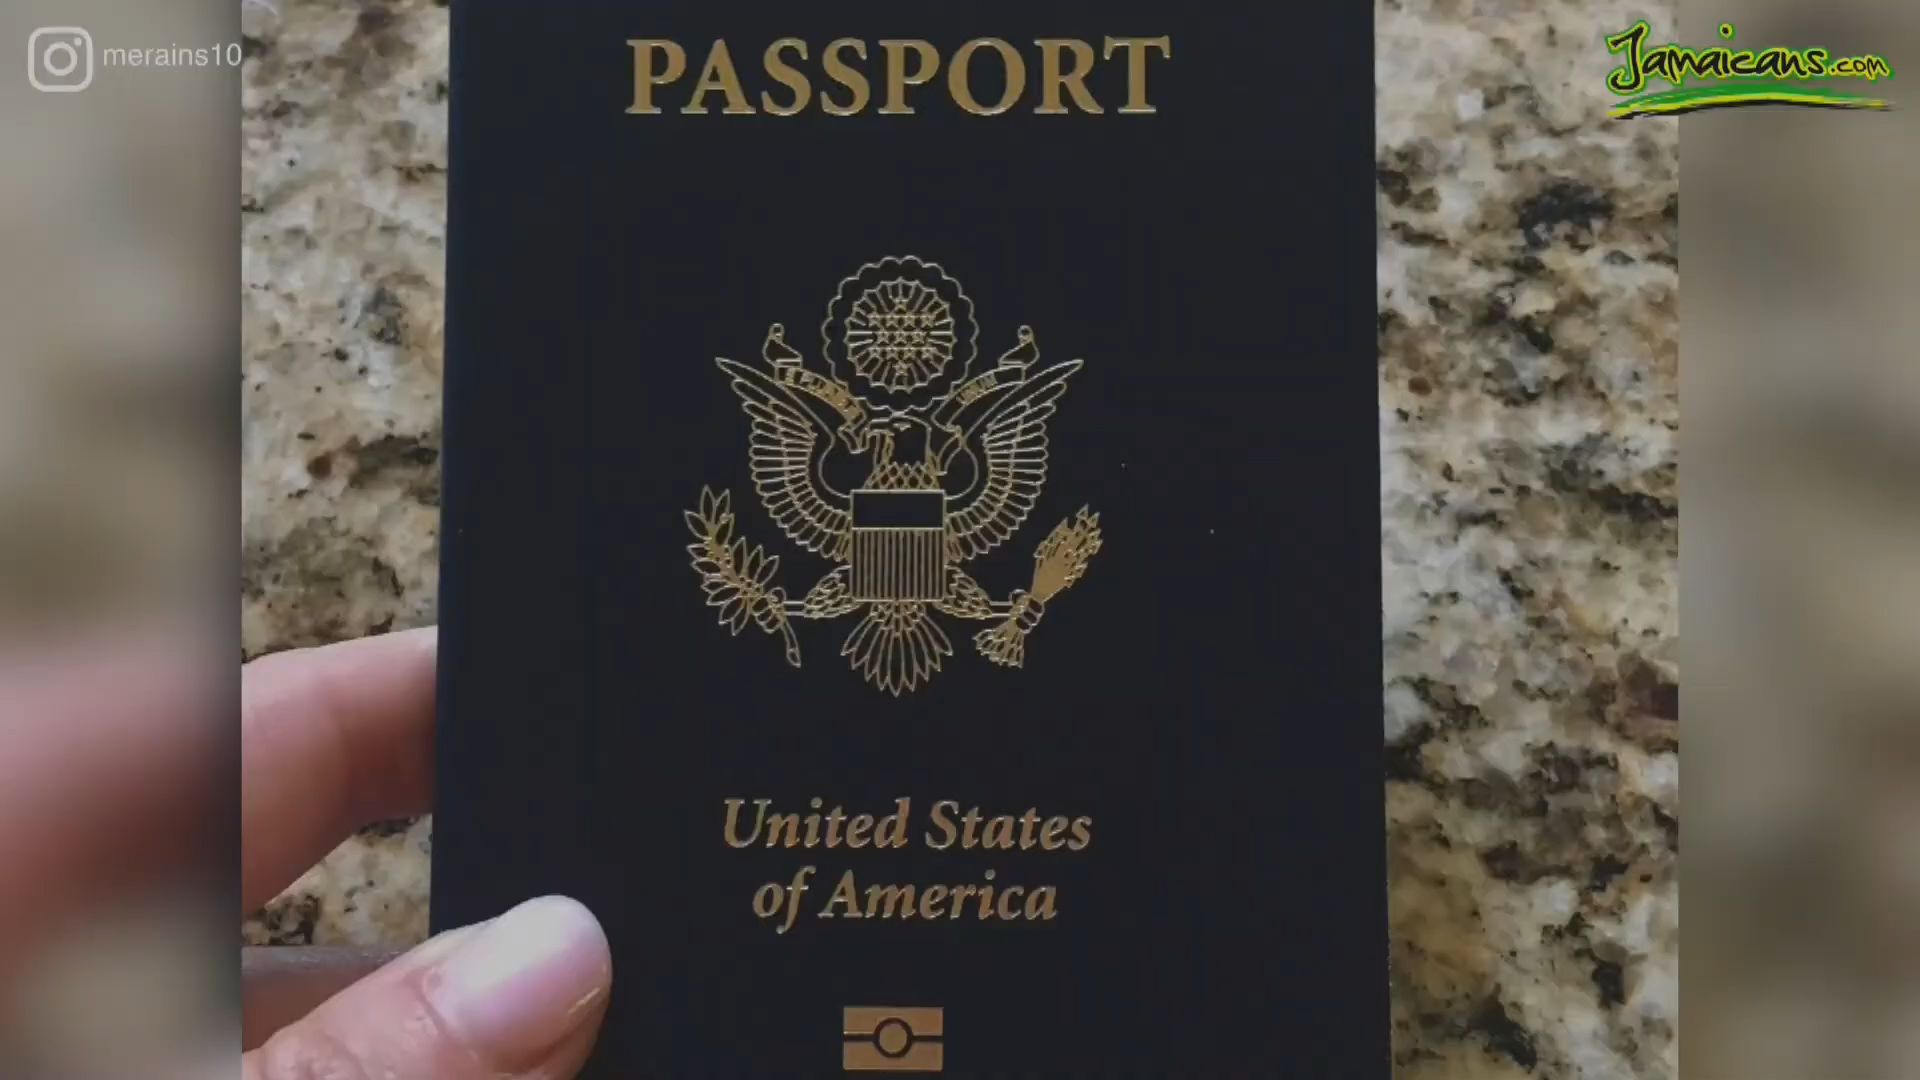 merains10
Jamaicans.com
PASSPORT
United States
of America